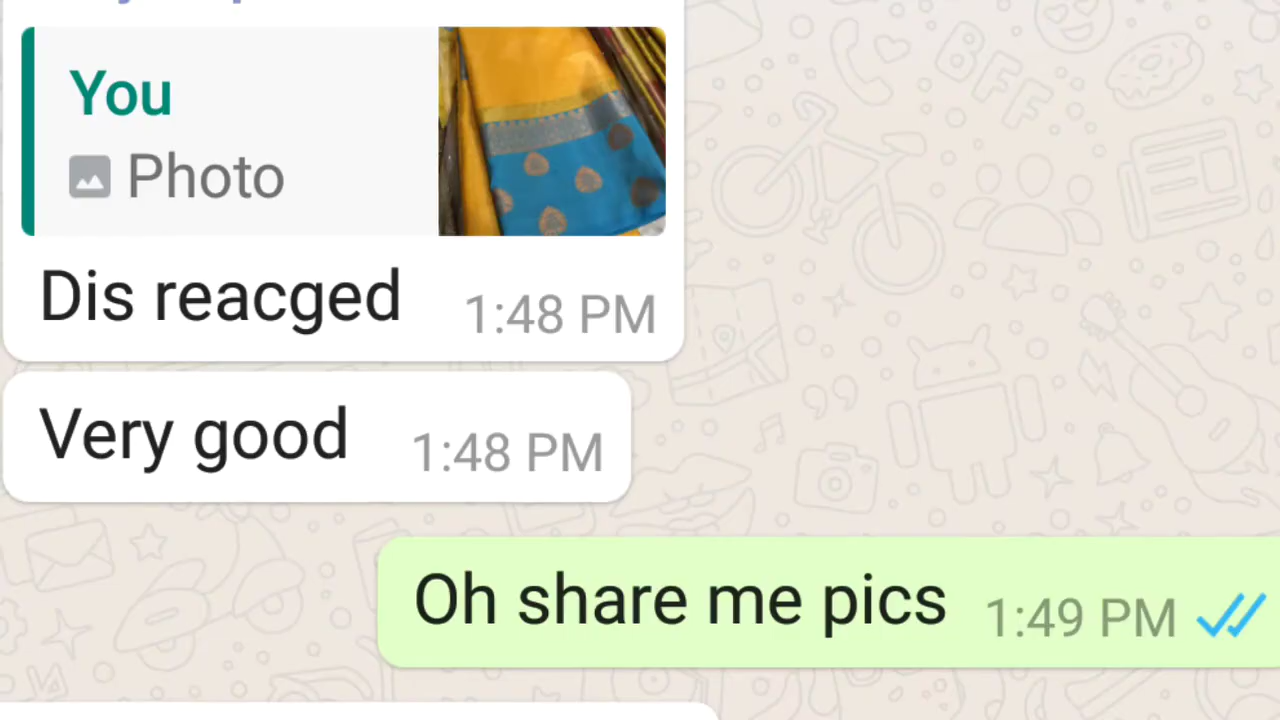 You
Photo
Dis reacged 1:48 PM
Very good 1:48 PM
Oh share me pics 1:49 PM